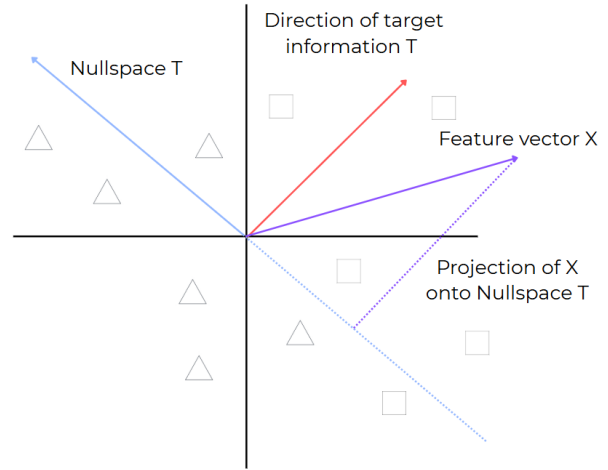 Direction of target
information T
Nullspace T
Feature vector X
Projection of X
onto Nullspace T